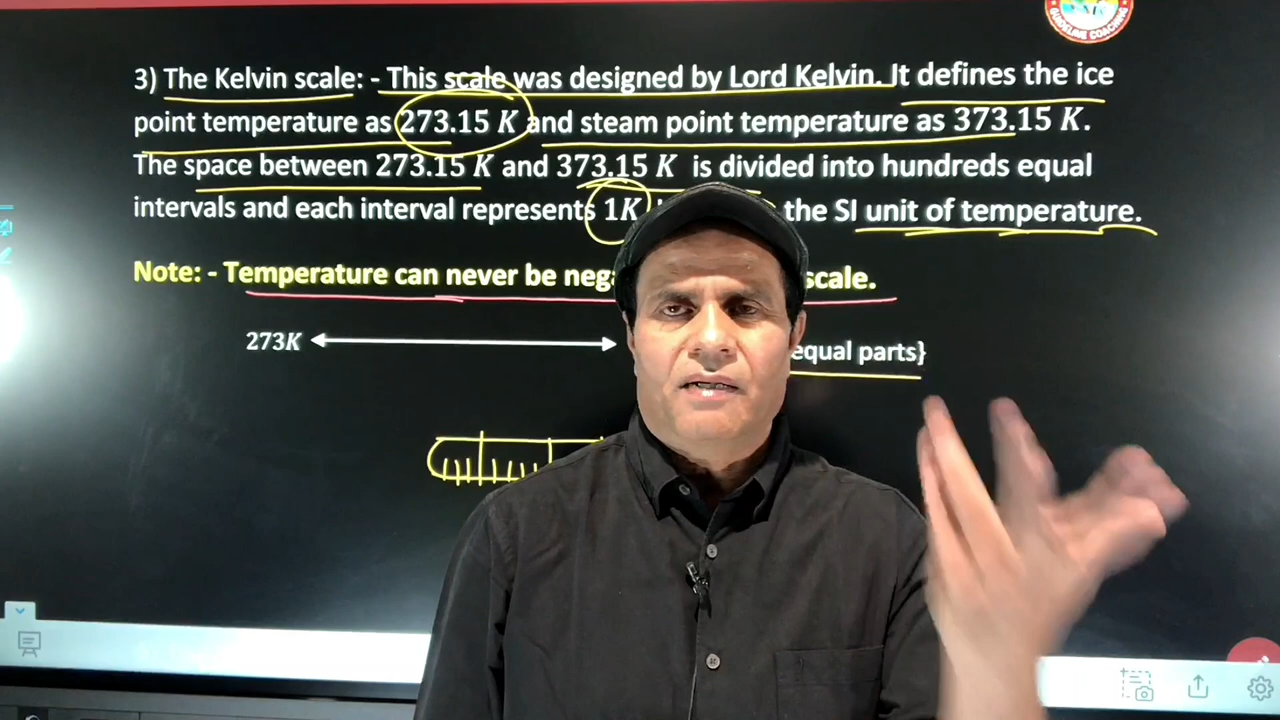 GUIDELINE COACHING
3) The Kelvin scale: - This scale was designed by Lord Kelvin. It defines the ice
point temperature as 273.15 K and steam point temperature as 373.15 K.
The space between 273.15 K and 373.15 K is divided into hundreds equal
intervals and each interval represents 1K the SI unit of temperature.
Note: - Temperature can never be scale.
273K equal parts}